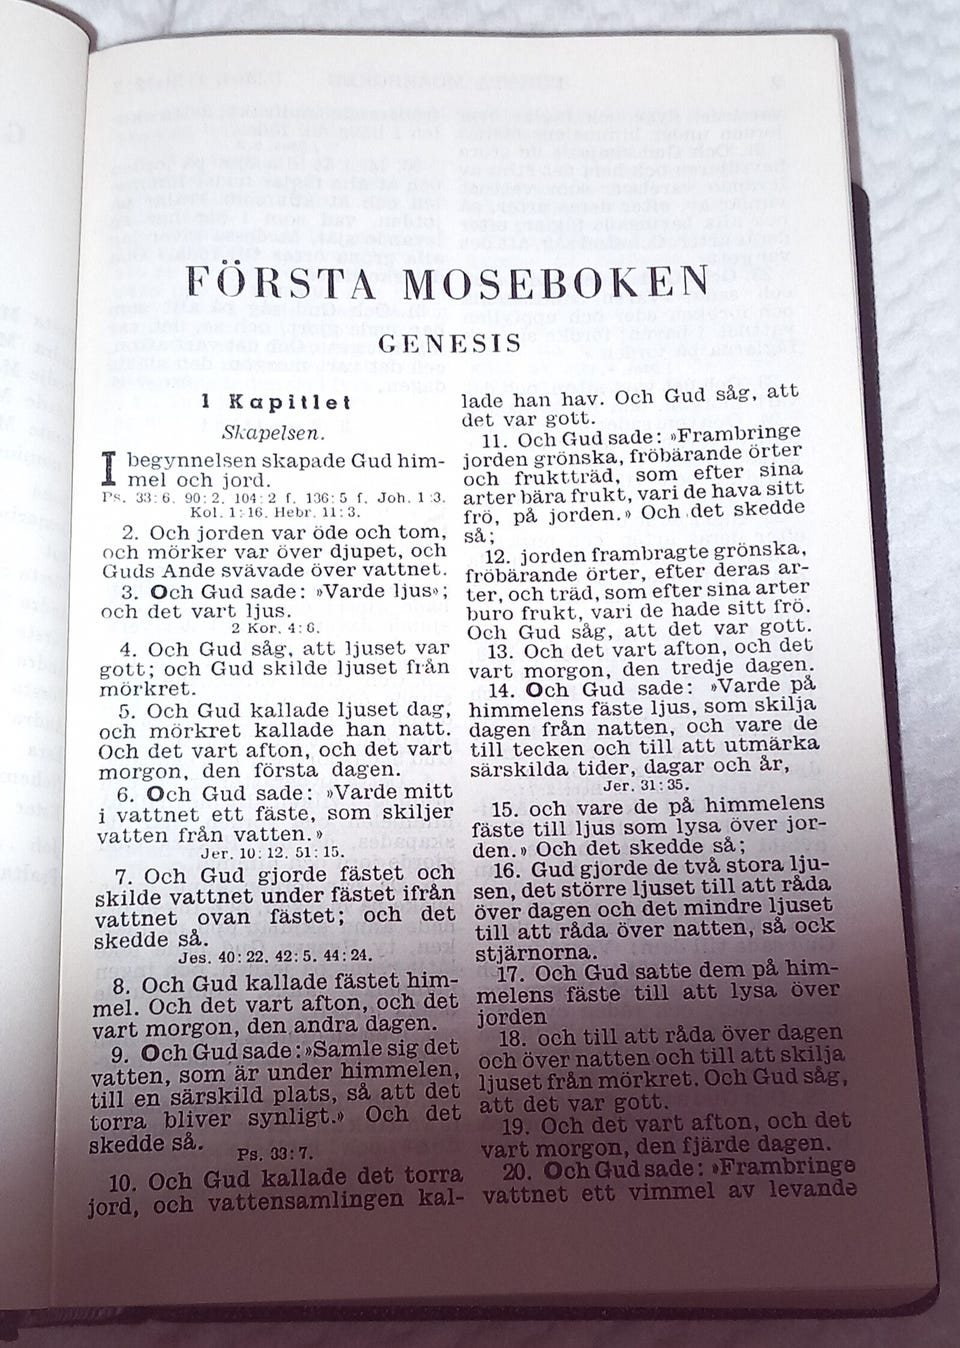 FÖRSTA MOSEBOKEN
GENESIS
1 Kapitlet
Skapelsen.
I begynnelsen skapade Gud him-
mel och jord.
Ps. 33:6. 90:2. 104:2 f. 136:5 f. Joh. 1:3.
Kol. 1:16. Hebr. 11:3.
2. Och jorden var öde och tom,
och mörker var över djupet, och
Guds Ande svävade över vattnet.
3. Och Gud sade: »Varde ljus»;
och det vart ljus.
2 Kor. 4:6.
4. Och Gud såg, att ljuset var
gott; och Gud skilde ljuset från
mörkret.
5. Och Gud kallade ljuset dag,
och mörkret kallade han natt.
Och det vart afton, och det vart
morgon, den första dagen.
6. Och Gud sade: »Varde mitt
i vattnet ett fäste, som skiljer
vatten från vatten.»
Jer. 10:12. 51:15.
7. Och Gud gjorde fästet och
skilde vattnet under fästet ifrån
vattnet ovan fästet; och det
skedde så.
Jes. 40:22. 42:5. 44:24.
8. Och Gud kallade fästet him-
mel. Och det vart afton, och det
vart morgon, den andra dagen.
9. Och Gud sade: »Samle sig det
vatten, som är under himmelen,
till en särskild plats, så att det
torra bliver synligt.» Och det
skedde så.
Ps. 33:7.
10. Och Gud kallade det torra
jord, och vattensamlingen kal-
lade han hav. Och Gud såg, att
det var gott.
11. Och Gud sade: »Frambringe
jorden grönska, fröbärande örter
och fruktträd, som efter sina
arter bära frukt, vari de hava sitt
frö, på jorden.» Och det skedde
så;
12. jorden frambragte grönska,
fröbärande örter, efter deras ar-
ter, och träd, som efter sina arter
buro frukt, vari de hade sitt frö.
Och Gud såg, att det var gott.
13. Och det vart afton, och det
vart morgon, den tredje dagen.
14. Och Gud sade: »Varde på
himmelens fäste ljus, som skilja
dagen från natten, och vare de
till tecken och till att utmärka
särskilda tider, dagar och år,
Jer. 31:35.
15. och vare de på himmelens
fäste till ljus som lysa över jor-
den.» Och det skedde så;
16. Gud gjorde de två stora lju-
sen, det större ljuset till att råda
över dagen och det mindre ljuset
till att råda över natten, så ock
stjärnorna.
17. Och Gud satte dem på him-
melens fäste till att lysa över
jorden
18. och till att råda över dagen
och över natten och till att skilja
ljuset från mörkret. Och Gud såg,
att det var gott.
19. Och det vart afton, och det
vart morgon, den fjärde dagen.
20. Och Gud sade: »Frambringe
vattnet ett vimmel av levande